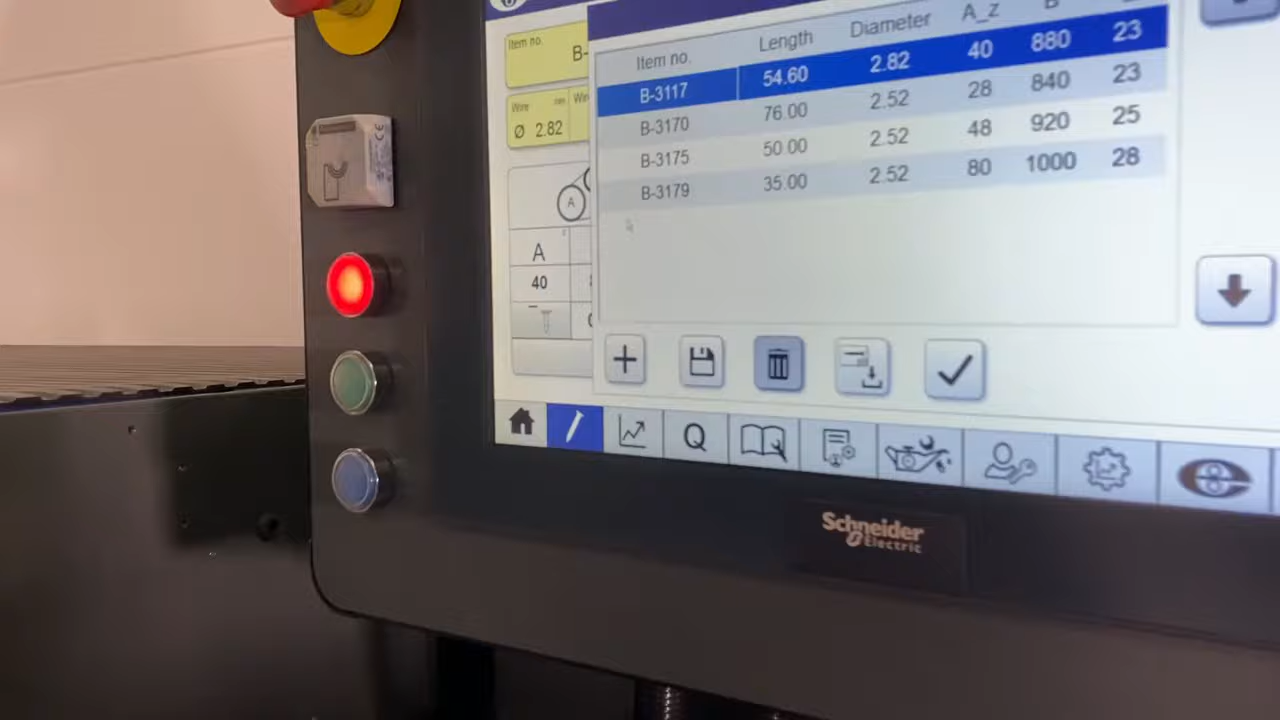 Item no.
B-
Wire
Ø 2.82
A
A
40
Item no. Length Diameter A_z B
B-3117 54.60 2.82 40 880 23
B-3170 76.00 2.52 28 840 23
B-3175 50.00 2.52 48 920 25
B-3179 35.00 2.52 80 1000 28
Q
Schneider
Electric